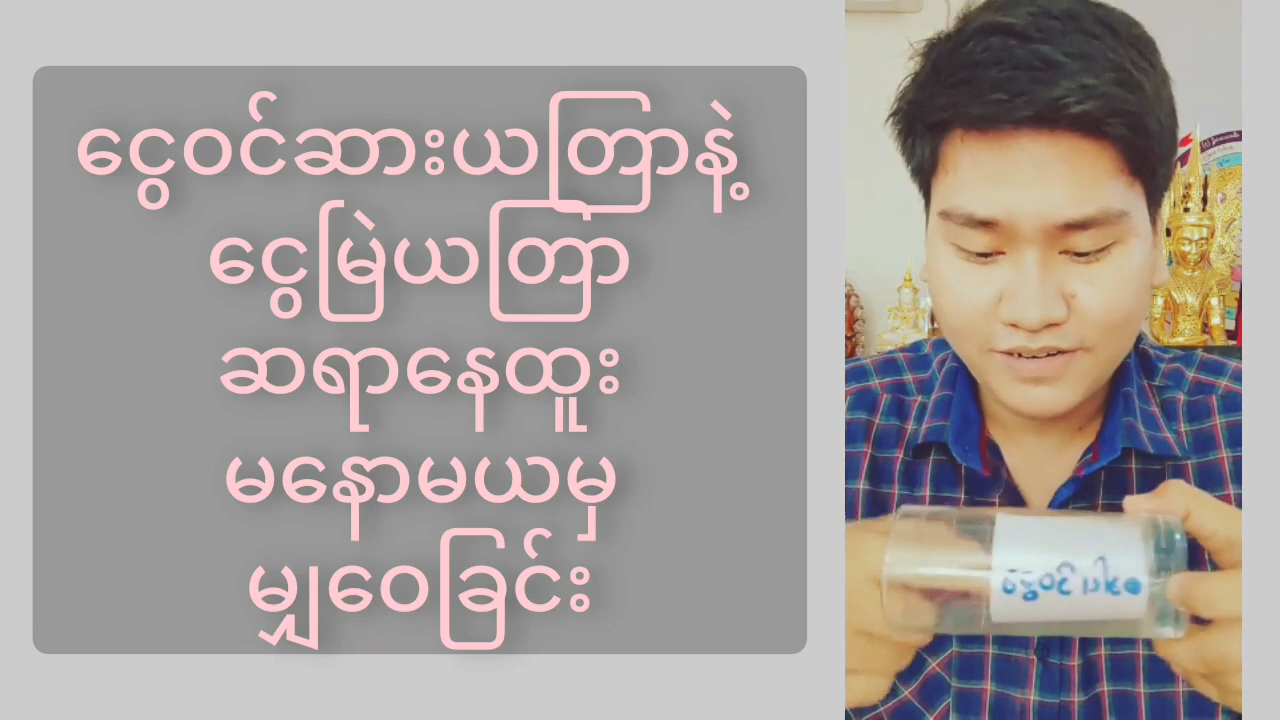 ငွေဝင်ဆားယတြာနဲ့
ငွေမြဲယတြာ
ဆရာနေထူး
မနောမယမှ
မျှဝေခြင်း